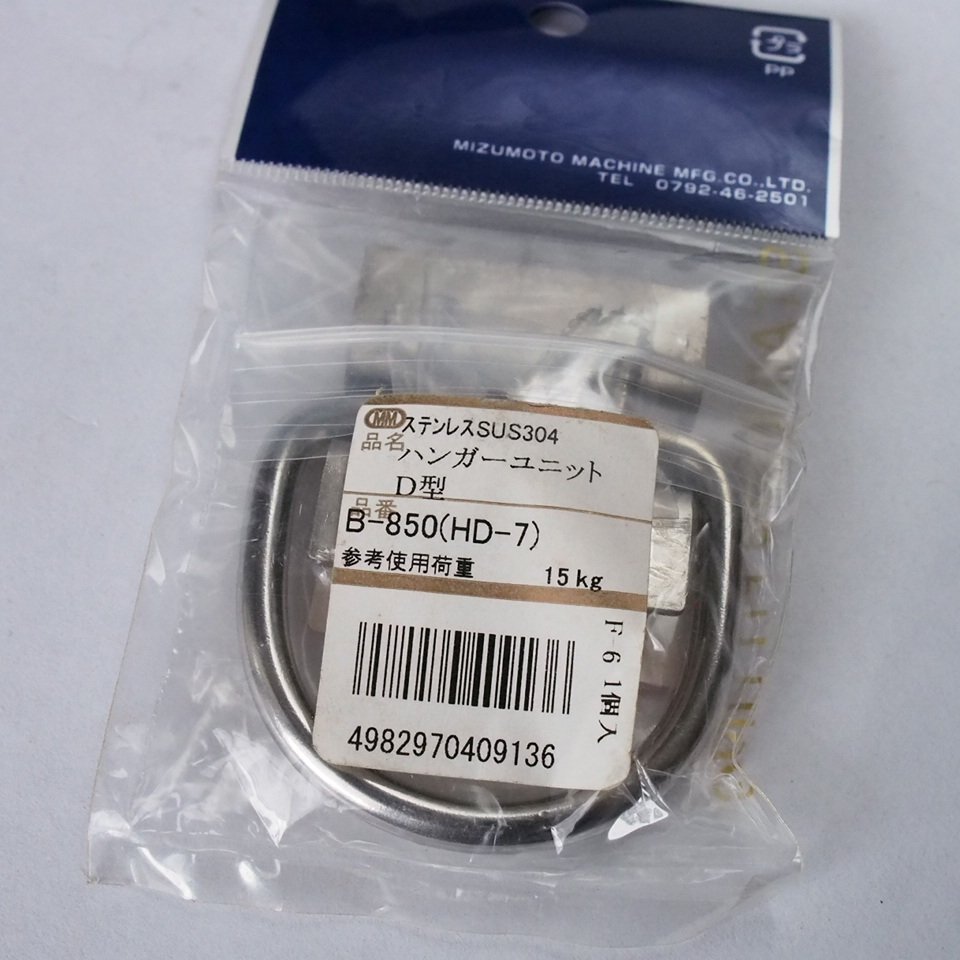 プラ
PP
MIZUMOTO MACHINE MFG.CO.,LTD.
TEL 0792-46-2501
MM
ステンレスSUS304
品名
ハンガーユニット
D型
品番
B-850(HD-7)
参考使用荷重 15kg
F-6 1個入
4982970409136